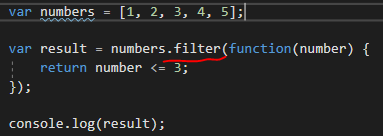 var numbers = [1, 2, 3, 4, 5];
var result = numbers.filter(function(number) {
    return number <= 3;
});
console.log(result);